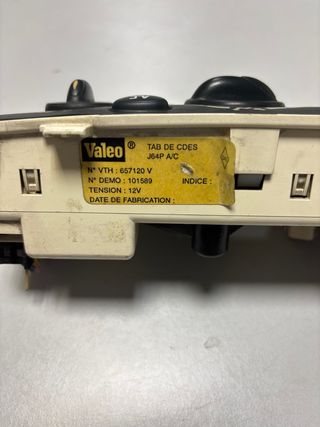 Valeo ® TAB DE CDES
J64P A/C
N° VTH : 657120 V
N° DEMO : 101589 INDICE :
TENSION : 12V
DATE DE FABRICATION :